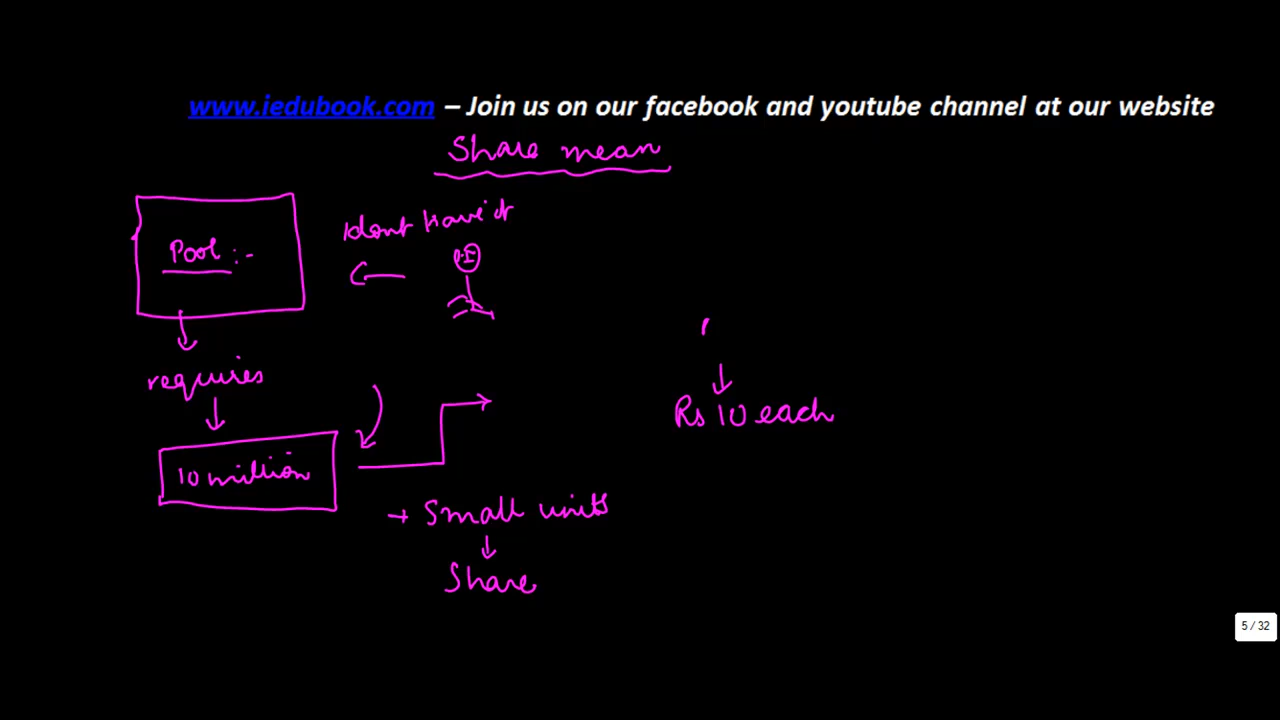 www.iedubook.com – Join us on our facebook and youtube channel at our website
Share mean
Pool :-
I dont have it
requires
10 million
Rs 10 each
→ Small units
Share
5 / 32